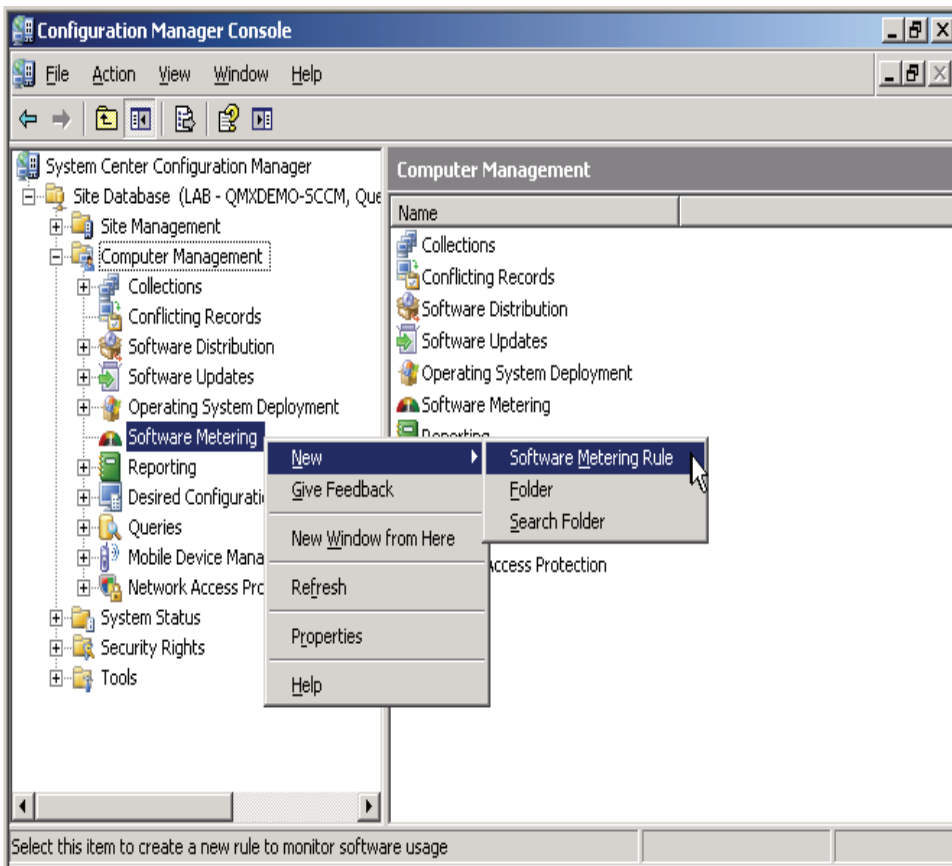 Configuration Manager Console
File Action View Window Help
System Center Configuration Manager
Site Database (LAB - QMXDEMO-SCCM, Que
Site Management
Computer Management
Collections
Conflicting Records
Software Distribution
Software Updates
Operating System Deployment
Software Metering
Reporting
Desired Configurati
Queries
Mobile Device Mana
Network Access Pro
System Status
Security Rights
Tools
Computer Management
Name
Collections
Conflicting Records
Software Distribution
Software Updates
Operating System Deployment
Software Metering
Reporting
Access Protection
New
Give Feedback
New Window from Here
Refresh
Properties
Help
Software Metering Rule
Folder
Search Folder
Select this item to create a new rule to monitor software usage